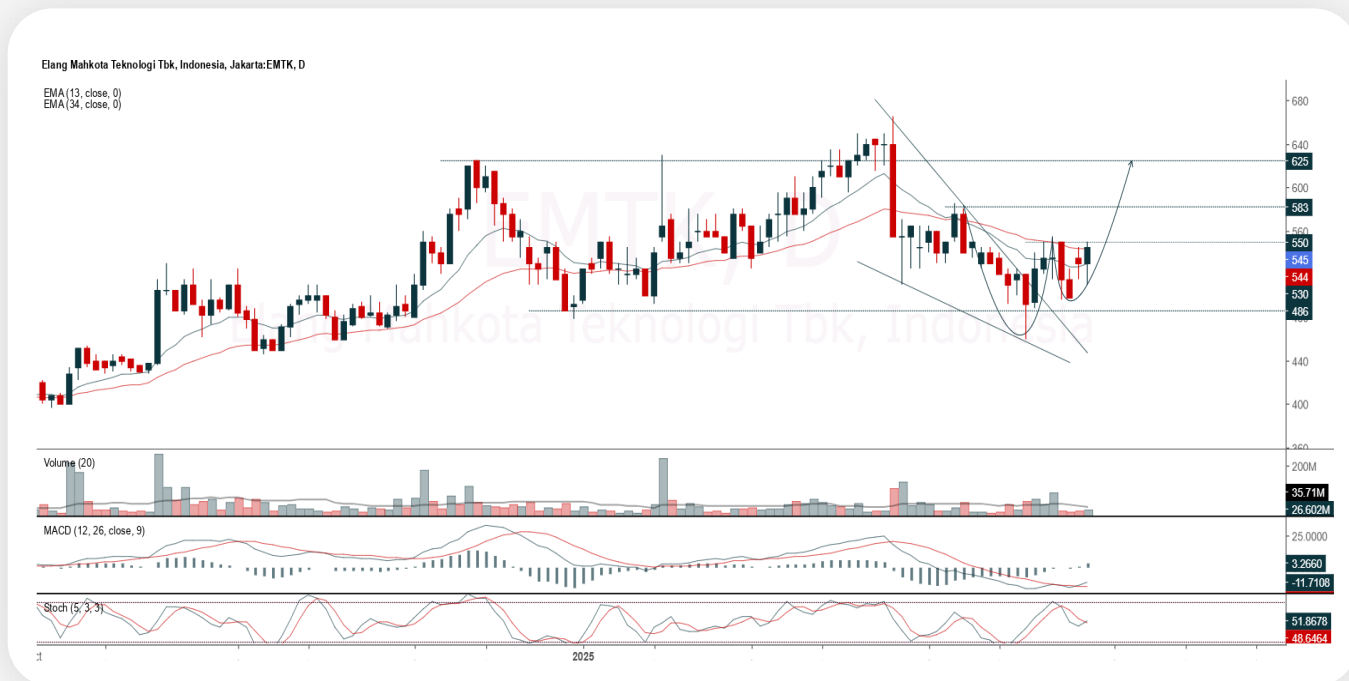 Elang Mahkota Teknologi Tbk, Indonesia, Jakarta:EMTK, D
EMA (13, close, 0)
EMA (34, close, 0)
EMTK, D
Elang Mahkota Teknologi Tbk, Indonesia
680
640
625
600
583
560
550
545
544
530
486
480
440
400
360
Volume (20)
200M
35.71M
26.602M
MACD (12, 26, close, 9)
25.0000
3.2660
-11.7108
Stoch (5, 3, 3)
51.8678
48.6464
2025